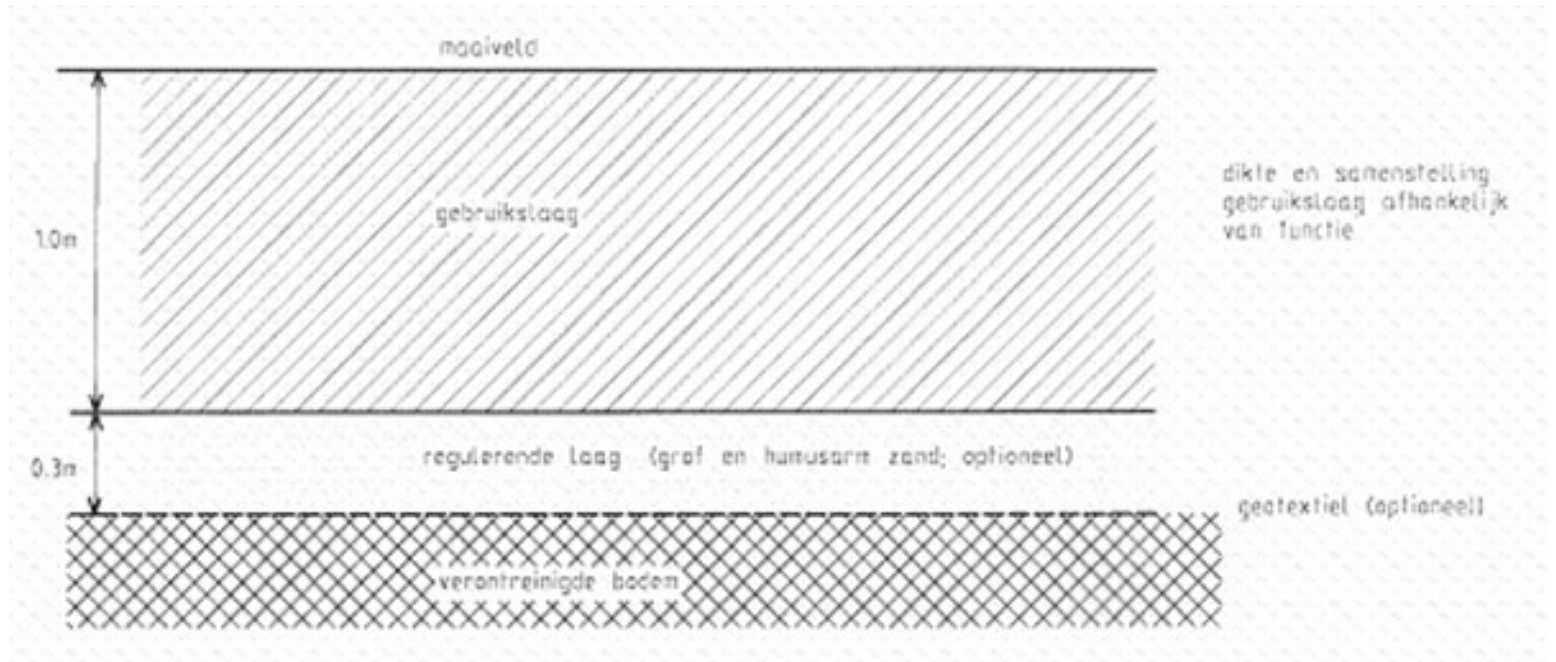 maaiveld
dikte en samenstelling
gebruikslaag afhankelijk
van functie
gebruikslaag
1.0m
regulerende laag (grof en humusarm zand; optioneel)
0.3m
geotextiel (optioneel)
verontreinigde bodem